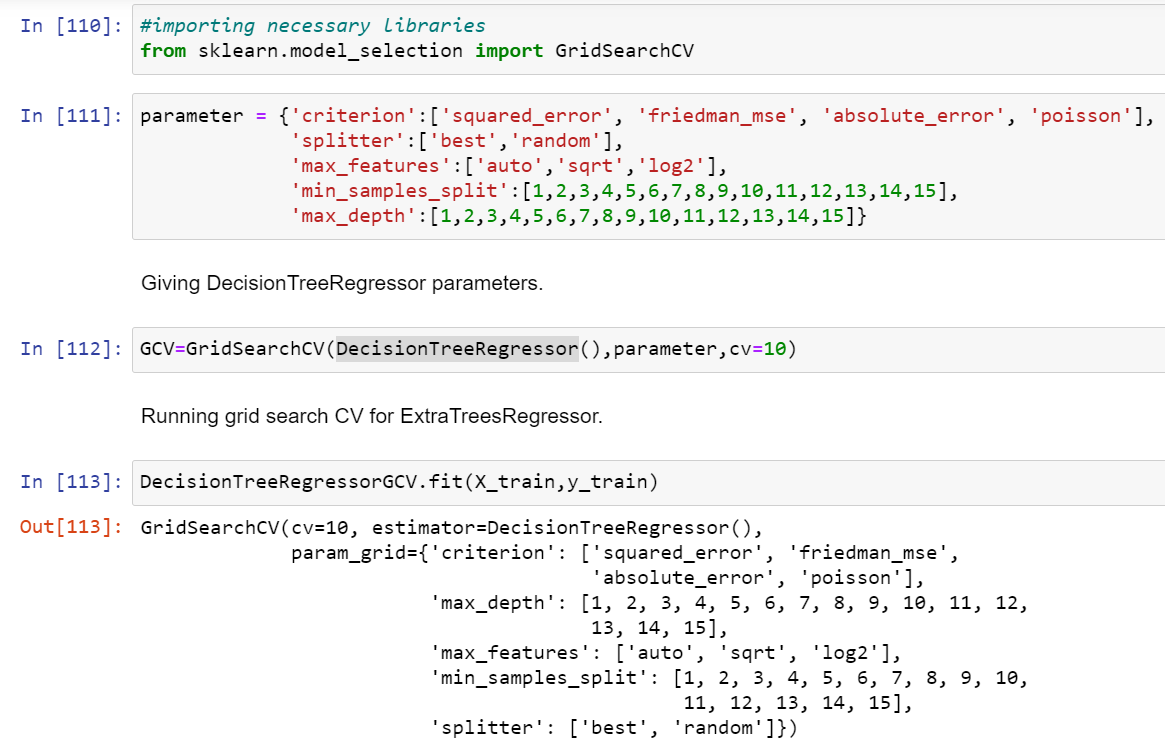 In [110]: #importing necessary libraries
from sklearn.model_selection import GridSearchCV
In [111]: parameter = {'criterion':['squared_error', 'friedman_mse', 'absolute_error', 'poisson'],
'splitter':['best','random'],
'max_features':['auto','sqrt','log2'],
'min_samples_split':[1,2,3,4,5,6,7,8,9,10,11,12,13,14,15],
'max_depth':[1,2,3,4,5,6,7,8,9,10,11,12,13,14,15]}
Giving DecisionTreeRegressor parameters.
In [112]: GCV=GridSearchCV(DecisionTreeRegressor(),parameter,cv=10)
Running grid search CV for ExtraTreesRegressor.
In [113]: DecisionTreeRegressorGCV.fit(X_train,y_train)
Out[113]: GridSearchCV(cv=10, estimator=DecisionTreeRegressor(),
param_grid={'criterion': ['squared_error', 'friedman_mse',
'absolute_error', 'poisson'],
'max_depth': [1, 2, 3, 4, 5, 6, 7, 8, 9, 10, 11, 12,
13, 14, 15],
'max_features': ['auto', 'sqrt', 'log2'],
'min_samples_split': [1, 2, 3, 4, 5, 6, 7, 8, 9, 10,
11, 12, 13, 14, 15],
'splitter': ['best', 'random']})